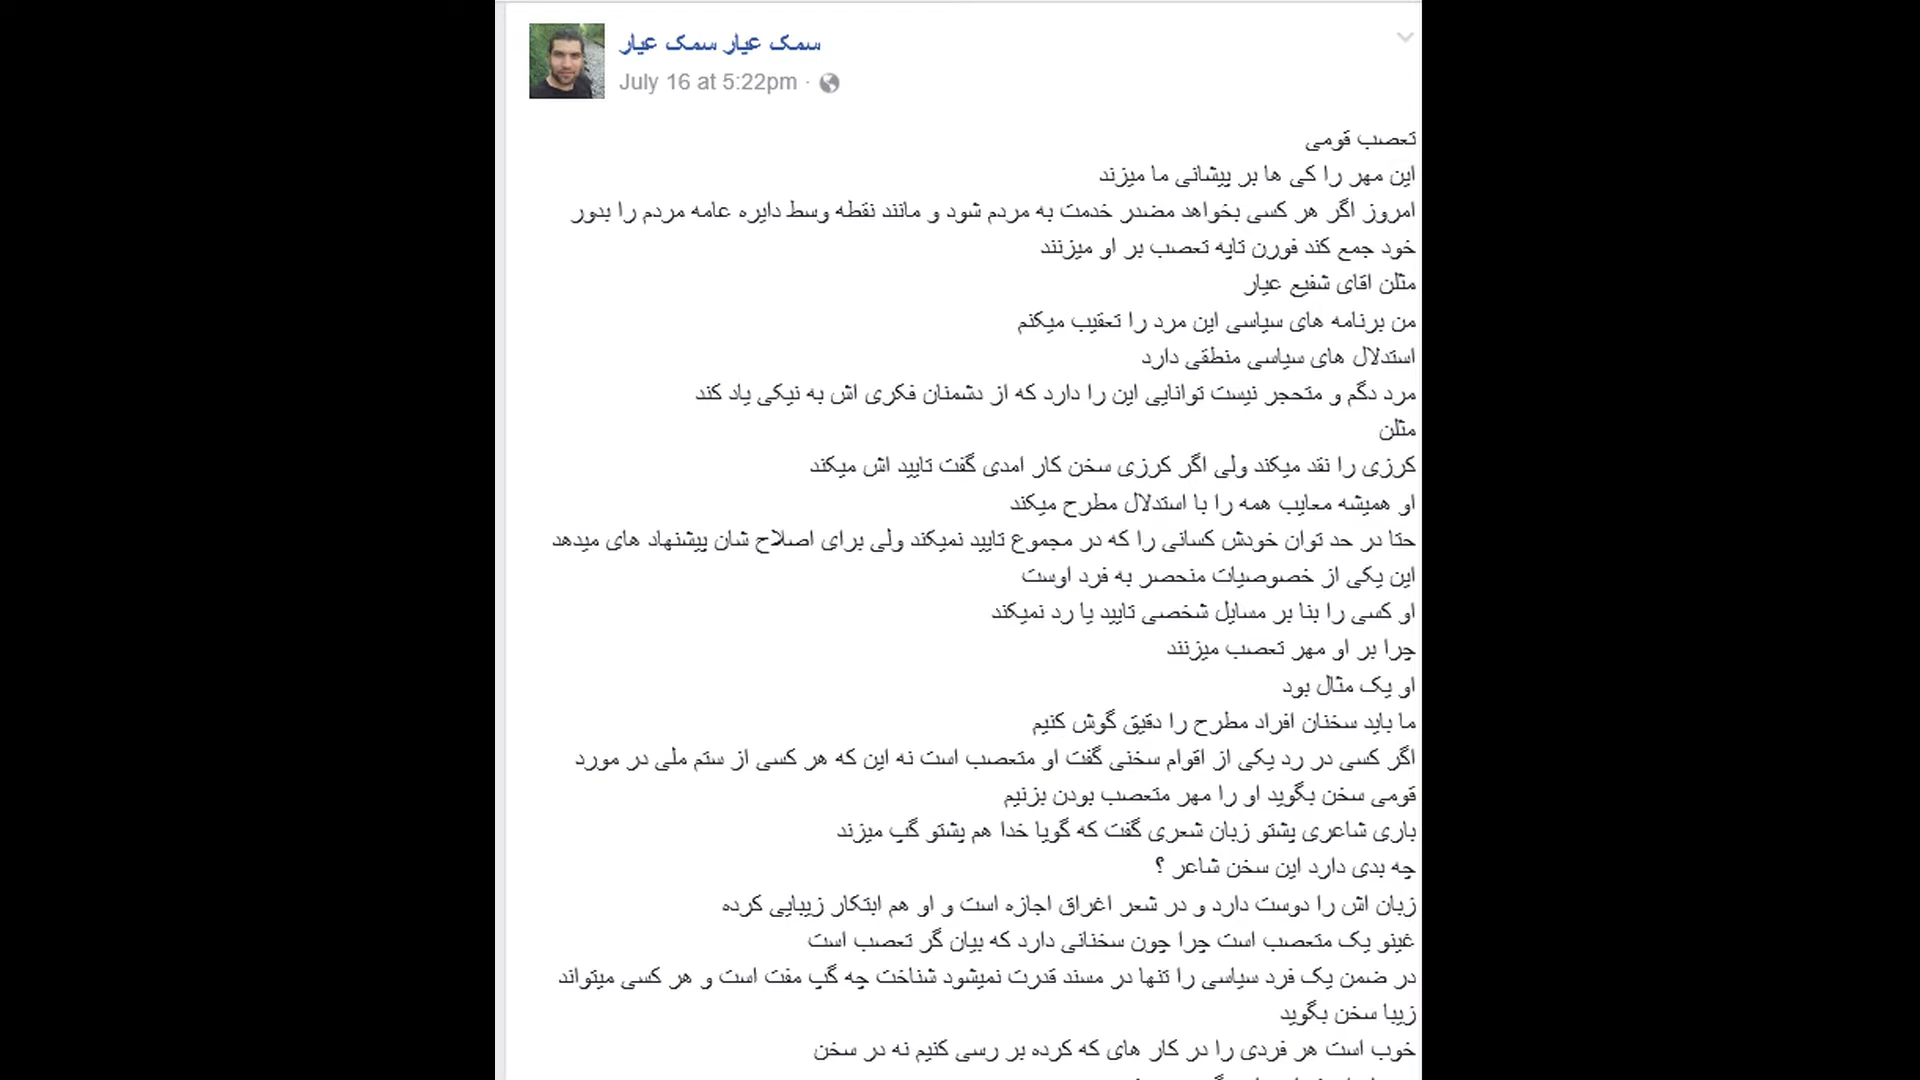 سمک عیار سمک عیار
July 16 at 5:22pm ·
تعصب قومی
این مهر را کی ها بر پیشانی ما میزند
امروز اگر هر کسی بخواهد مضدر خدمت به مردم شود و مانند نقطه وسط دایره عامه مردم را بدور
خود جمع کند فورن تاپه تعصب بر او میزنند
مثلن اقای شفیع عیار
من برنامه های سیاسی این مرد را تعقیب میکنم
استدلال های سیاسی منطقی دارد
مرد دگم و متحجر نیست توانایی این را دارد که از دشمنان فکری اش به نیکی یاد کند
مثلن
کرزی را نقد میکند ولی اگر کرزی سخن کار امدی گفت تایید اش میکند
او همیشه معایب همه را با استدلال مطرح میکند
حتا در حد توان خودش کسانی را که در مجموع تایید نمیکند ولی برای اصلاح شان پیشنهاد های میدهد
این یکی از خصوصیات منحصر به فرد اوست
او کسی را بنا بر مسایل شخصی تایید یا رد نمیکند
چرا بر او مهر تعصب میزنند
او یک مثال بود
ما باید سخنان افراد مطرح را دقیق گوش کنیم
اگر کسی در رد یکی از اقوام سخنی گفت او متعصب است نه این که هر کسی از ستم ملی در مورد
قومی سخن بگوید او را مهر متعصب بودن بزنیم
باری شاعری پشتو زبان شعری گفت که گویا خدا هم پشتو گپ میزند
چه بدی دارد این سخن شاعر ؟
زبان اش را دوست دارد و در شعر اغراق اجازه است و او هم ابتکار زیبایی کرده
غینو یک متعصب است چرا چون سخنانی دارد که بیان گر تعصب است
در ضمن یک فرد سیاسی را تنها در مسند قدرت نمیشود شناخت چه گپ مفت است و هر کسی میتواند
زیبا سخن بگوید
خوب است هر فردی را در کار های که کرده بر رسی کنیم نه در سخن